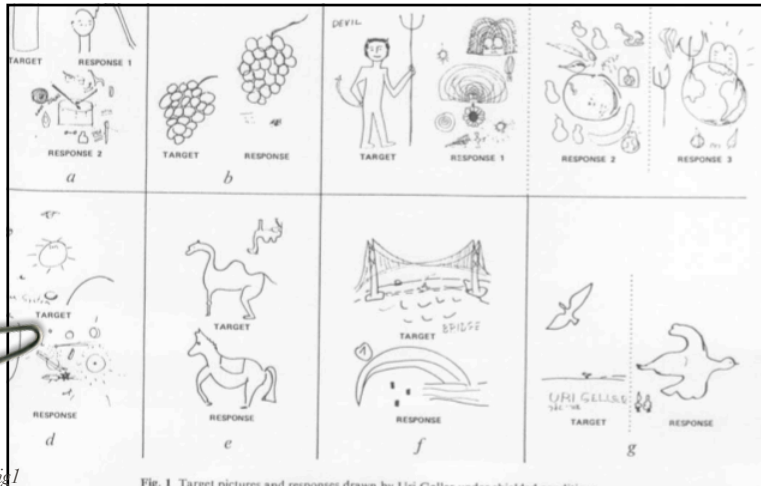 DEVIL
TARGET RESPONSE 1
RESPONSE 2
a
TARGET RESPONSE
b
TARGET RESPONSE 1
RESPONSE 2
RESPONSE 3
TARGET
RESPONSE
d
TARGET
RESPONSE
e
TARGET
BRIDGE
1
RESPONSE
f
URI GELLER
TARGET RESPONSE
g
Fig. 1 Target pictures and responses drawn by Uri Geller under shielded conditions